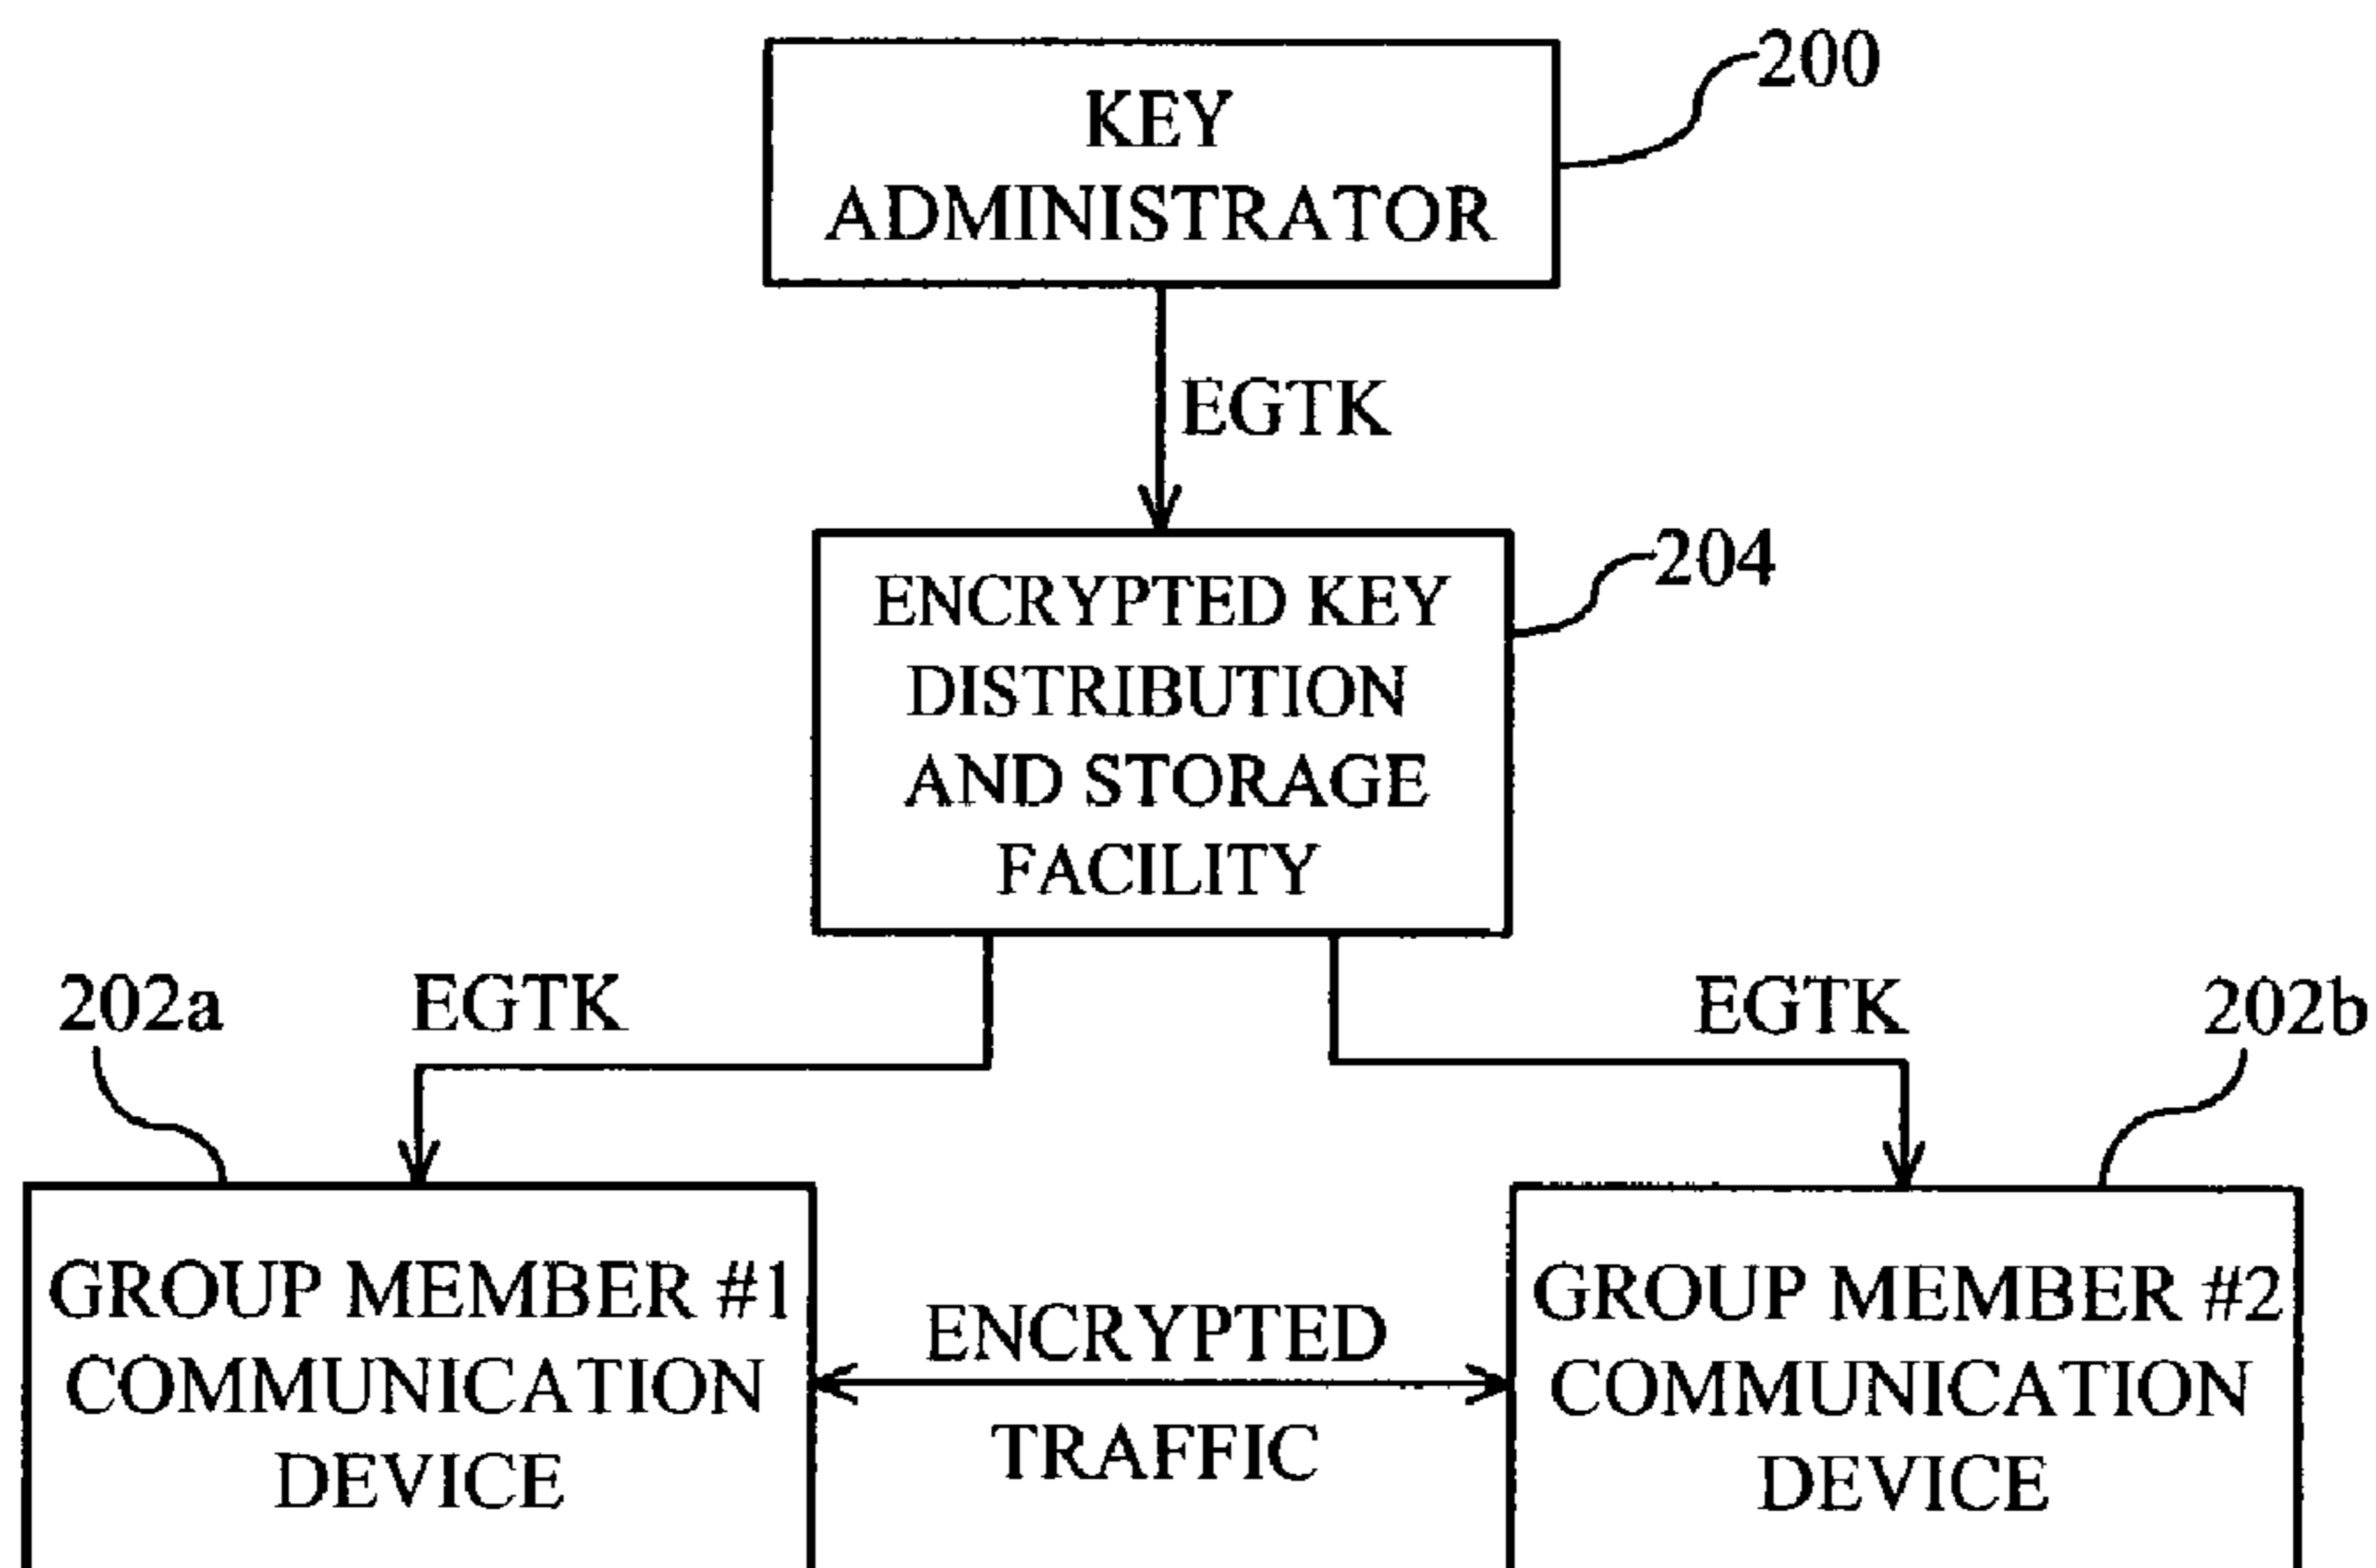 200
KEY
ADMINISTRATOR
EGTK
204
ENCRYPTED KEY
DISTRIBUTION
AND STORAGE
FACILITY
202a
EGTK
EGTK
202b
GROUP MEMBER #1
COMMUNICATION
DEVICE
ENCRYPTED
TRAFFIC
GROUP MEMBER #2
COMMUNICATION
DEVICE